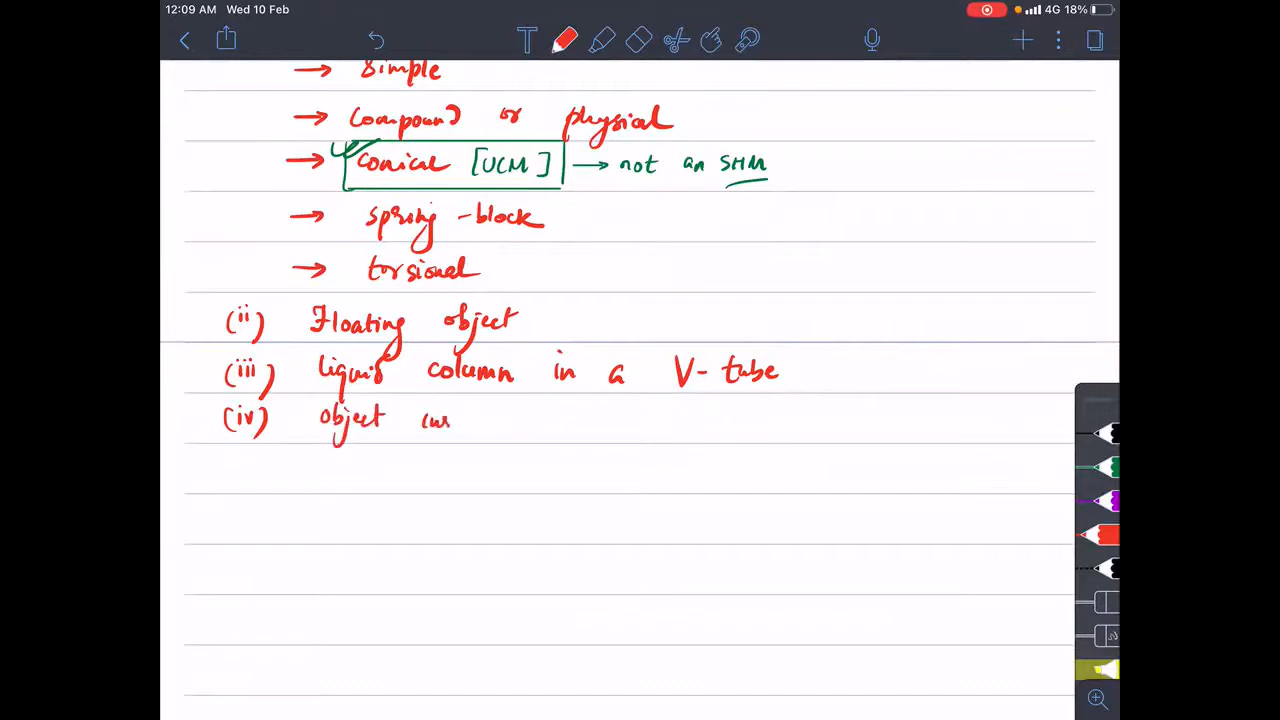 12:09 AM Wed 10 Feb 4G 18%
→ Simple
→ Compound or physical
→ Conical [UCM] → not an SHM
→ spring-block
→ torsional
(ii) Floating object
(iii) liquid column in a V-tube
(iv) object